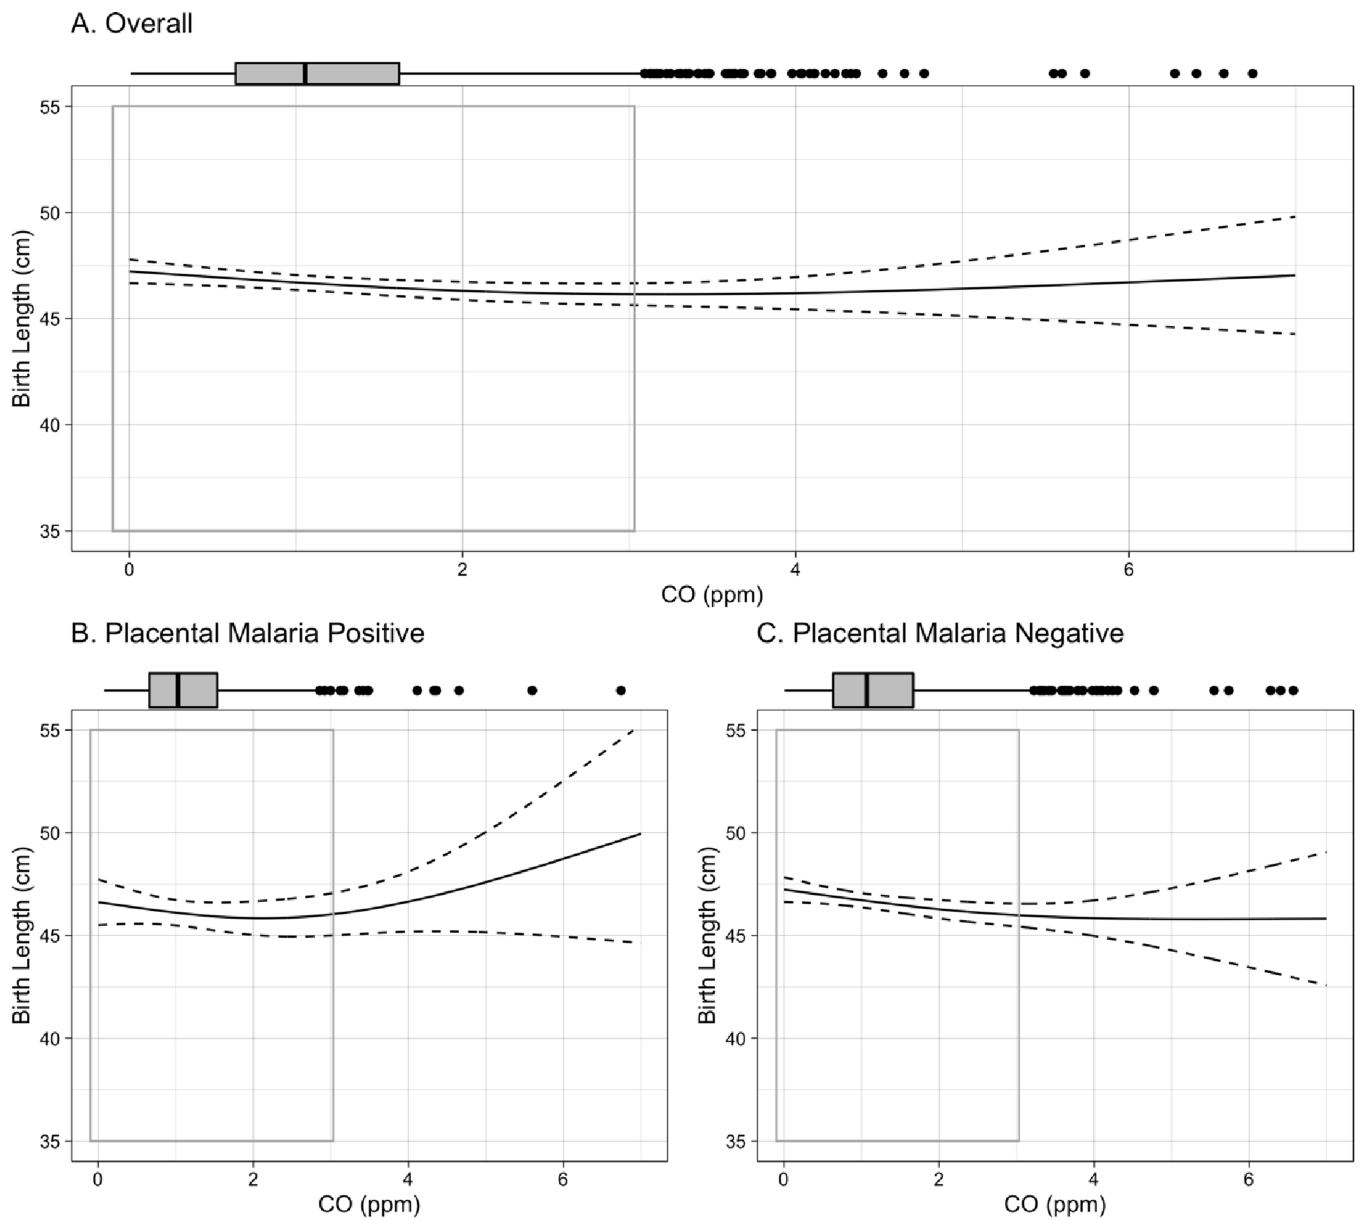 A. Overall
55
50
45
40
35
Birth Length (cm)
0 2 4 6
CO (ppm)
B. Placental Malaria Positive
55
50
45
40
35
Birth Length (cm)
0 2 4 6
CO (ppm)
C. Placental Malaria Negative
55
50
45
40
35
Birth Length (cm)
0 2 4 6
CO (ppm)